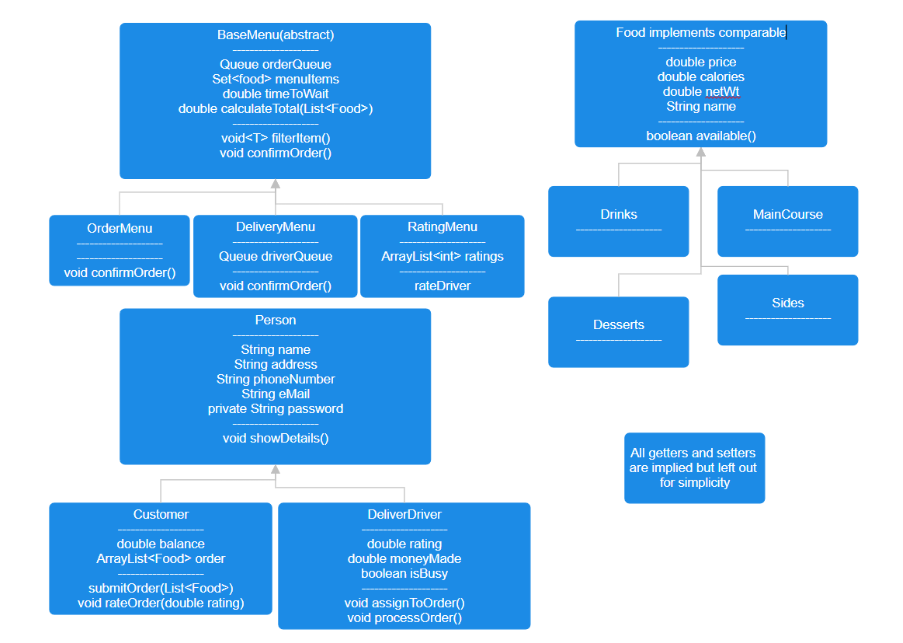 BaseMenu(abstract)
--------------------
Queue orderQueue
Set<food> menuItems
double timeToWait
double calculateTotal(List<Food>)
--------------------
void<T> filterItem()
void confirmOrder()
Food implements comparable
--------------------
double price
double calories
double netWt
String name
--------------------
boolean available()
OrderMenu
--------------------
--------------------
void confirmOrder()
DeliveryMenu
--------------------
Queue driverQueue
--------------------
void confirmOrder()
RatingMenu
--------------------
ArrayList<int> ratings
--------------------
rateDriver
Drinks
--------------------
MainCourse
--------------------
Desserts
--------------------
Sides
--------------------
Person
--------------------
String name
String address
String phoneNumber
String eMail
private String password
--------------------
void showDetails()
All getters and setters
are implied but left out
for simplicity
Customer
--------------------
double balance
ArrayList<Food> order
--------------------
submitOrder(List<Food>)
void rateOrder(double rating)
DeliverDriver
--------------------
double rating
double moneyMade
boolean isBusy
--------------------
void assignToOrder()
void processOrder()